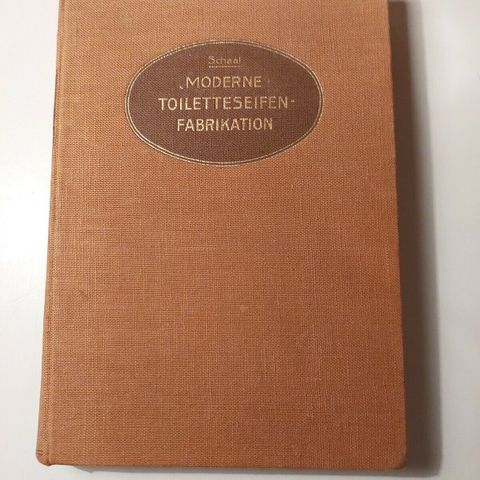 Schaal
MODERNE
TOILETTESEIFEN-
FABRIKATION